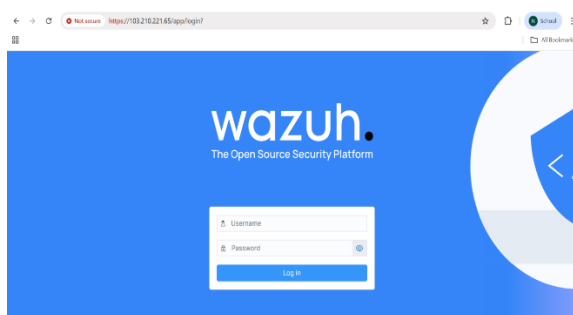 Not secure https://103.210.221.65/app/login?
School
All Bookmarks
wazuh.
The Open Source Security Platform
Username
Password
Log in